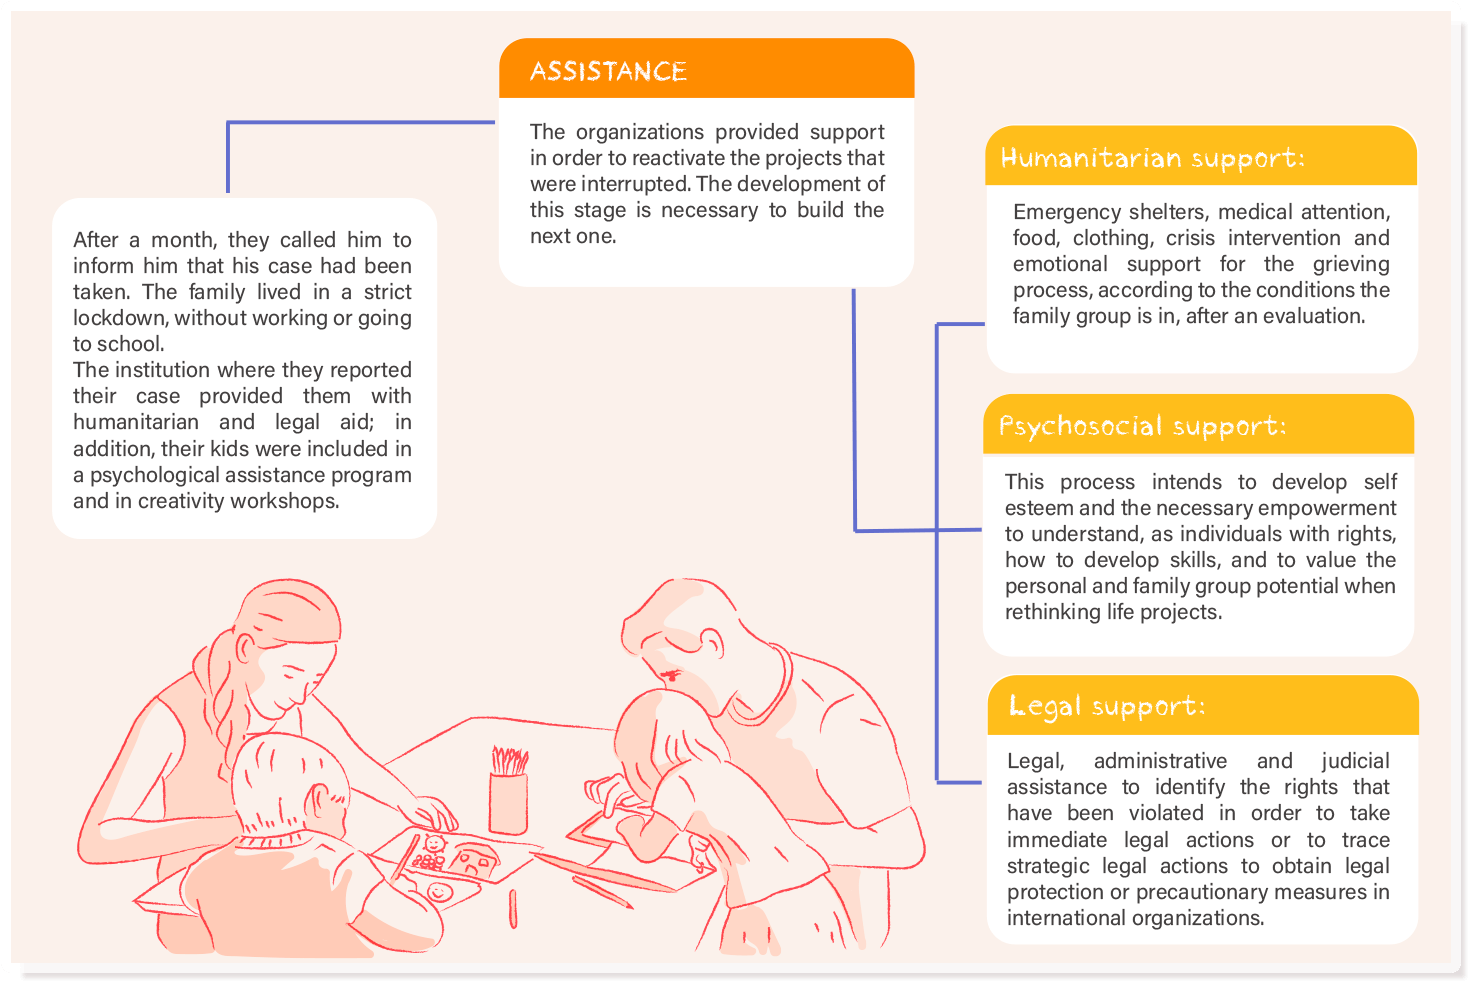 ASSISTANCE
The organizations provided support
in order to reactivate the projects that
were interrupted. The development of
this stage is necessary to build the
next one.
After a month, they called him to
inform him that his case had been
taken. The family lived in a strict
lockdown, without working or going
to school.
The institution where they reported
their case provided them with
humanitarian and legal aid; in
addition, their kids were included in
a psychological assistance program
and in creativity workshops.
Humanitarian support:
Emergency shelters, medical attention,
food, clothing, crisis intervention and
emotional support for the grieving
process, according to the conditions the
family group is in, after an evaluation.
Psychosocial support:
This process intends to develop self
esteem and the necessary empowerment
to understand, as individuals with rights,
how to develop skills, and to value the
personal and family group potential when
rethinking life projects.
Legal support:
Legal, administrative and judicial
assistance to identify the rights that
have been violated in order to take
immediate legal actions or to trace
strategic legal actions to obtain legal
protection or precautionary measures in
international organizations.